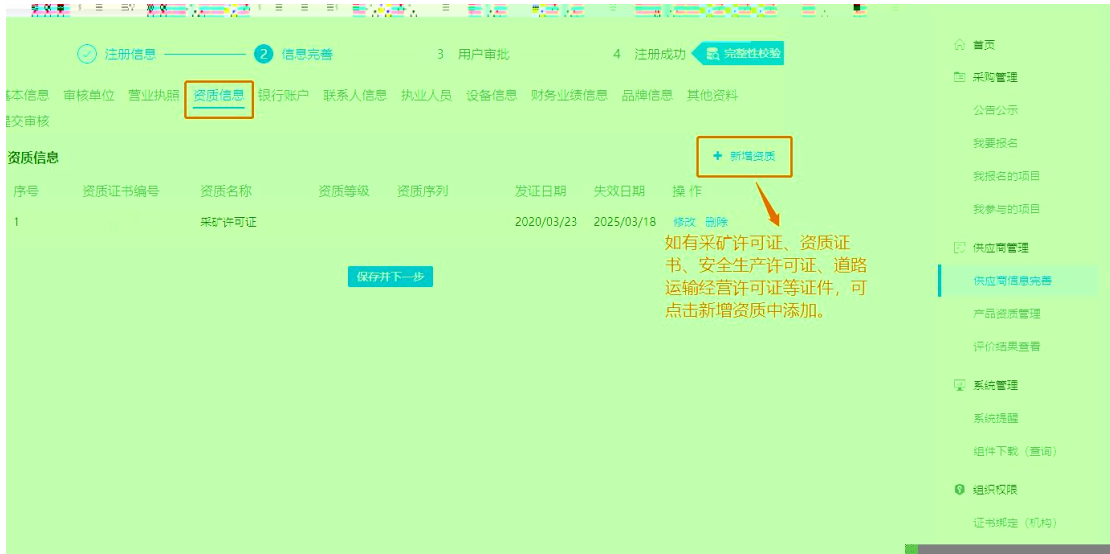 注册信息 2 信息完善 3 用户审批 4 注册成功 完整性校验
基本信息 审核单位 营业执照 资质信息 银行账户 联系人信息 执业人员 设备信息 财务业绩信息 品牌信息 其他资料
提交审核
资质信息
+ 新增资质
序号 资质证书编号 资质名称 资质等级 资质序列 发证日期 失效日期 操作
1 采矿许可证 2020/03/23 2025/03/18 修改 删除
保存并下一步
如有采矿许可证、资质证
书、安全生产许可证、道路
运输经营许可证等证件，可
点击新增资质中添加。
首页
采购管理
公告公示
我要报名
我报名的项目
我参与的项目
供应商管理
供应商信息完善
产品资质管理
评价结果查看
系统管理
系统提醒
组件下载（查询）
组织权限
证书绑定（机构）